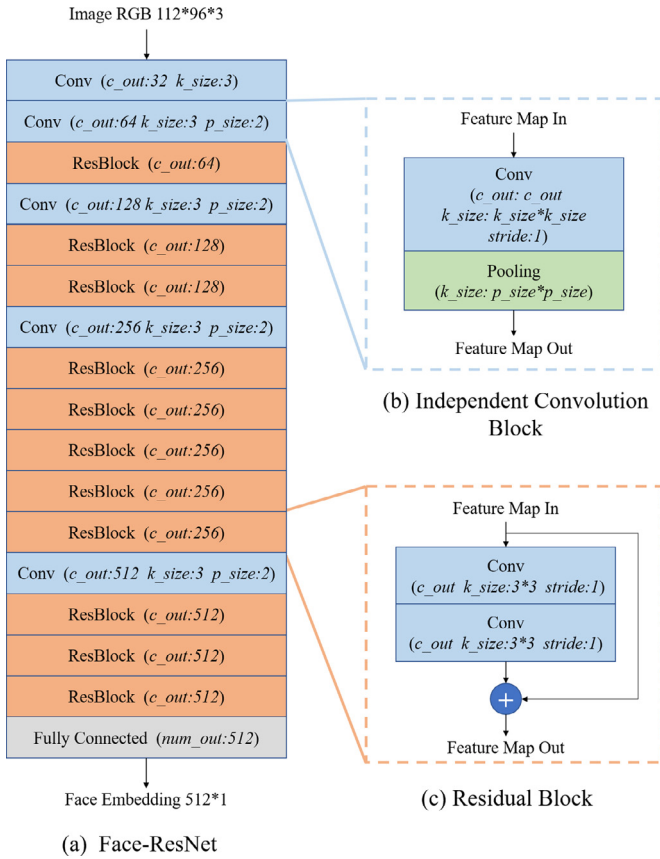 Image RGB 112*96*3
Conv (c_out:32 k_size:3)
Conv (c_out:64 k_size:3 p_size:2)
ResBlock (c_out:64)
Conv (c_out:128 k_size:3 p_size:2)
ResBlock (c_out:128)
ResBlock (c_out:128)
Conv (c_out:256 k_size:3 p_size:2)
ResBlock (c_out:256)
ResBlock (c_out:256)
ResBlock (c_out:256)
ResBlock (c_out:256)
ResBlock (c_out:256)
Conv (c_out:512 k_size:3 p_size:2)
ResBlock (c_out:512)
ResBlock (c_out:512)
ResBlock (c_out:512)
Fully Connected (num_out:512)
Face Embedding 512*1
(a) Face-ResNet
Feature Map In
Conv
(c_out: c_out
k_size: k_size*k_size
stride:1)
Pooling
(k_size: p_size*p_size)
Feature Map Out
(b) Independent Convolution
Block
Feature Map In
Conv
(c_out k_size:3*3 stride:1)
Conv
(c_out k_size:3*3 stride:1)
+
Feature Map Out
(c) Residual Block